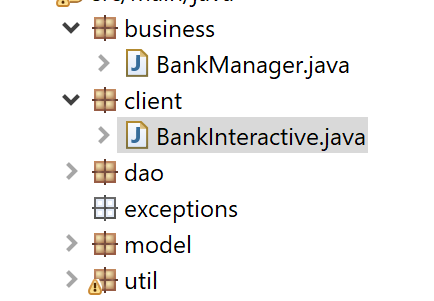 src/main/java
business
BankManager.java
client
BankInteractive.java
dao
exceptions
model
util